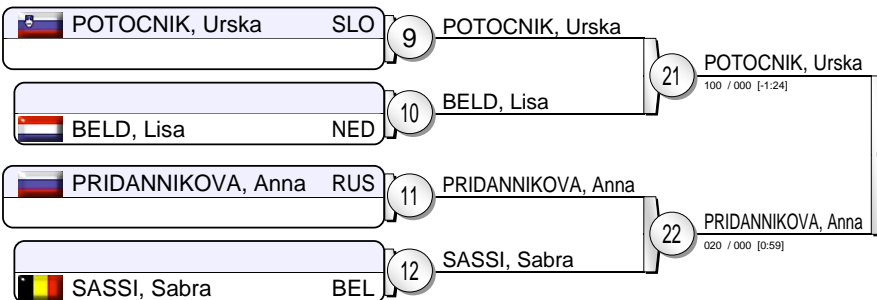 POTOCNIK, Urska SLO
9
POTOCNIK, Urska
21
POTOCNIK, Urska
100 / 000 [-1:24]
BELD, Lisa NED
10
BELD, Lisa
PRIDANNIKOVA, Anna RUS
11
PRIDANNIKOVA, Anna
22
PRIDANNIKOVA, Anna
020 / 000 [0:59]
SASSI, Sabra BEL
12
SASSI, Sabra